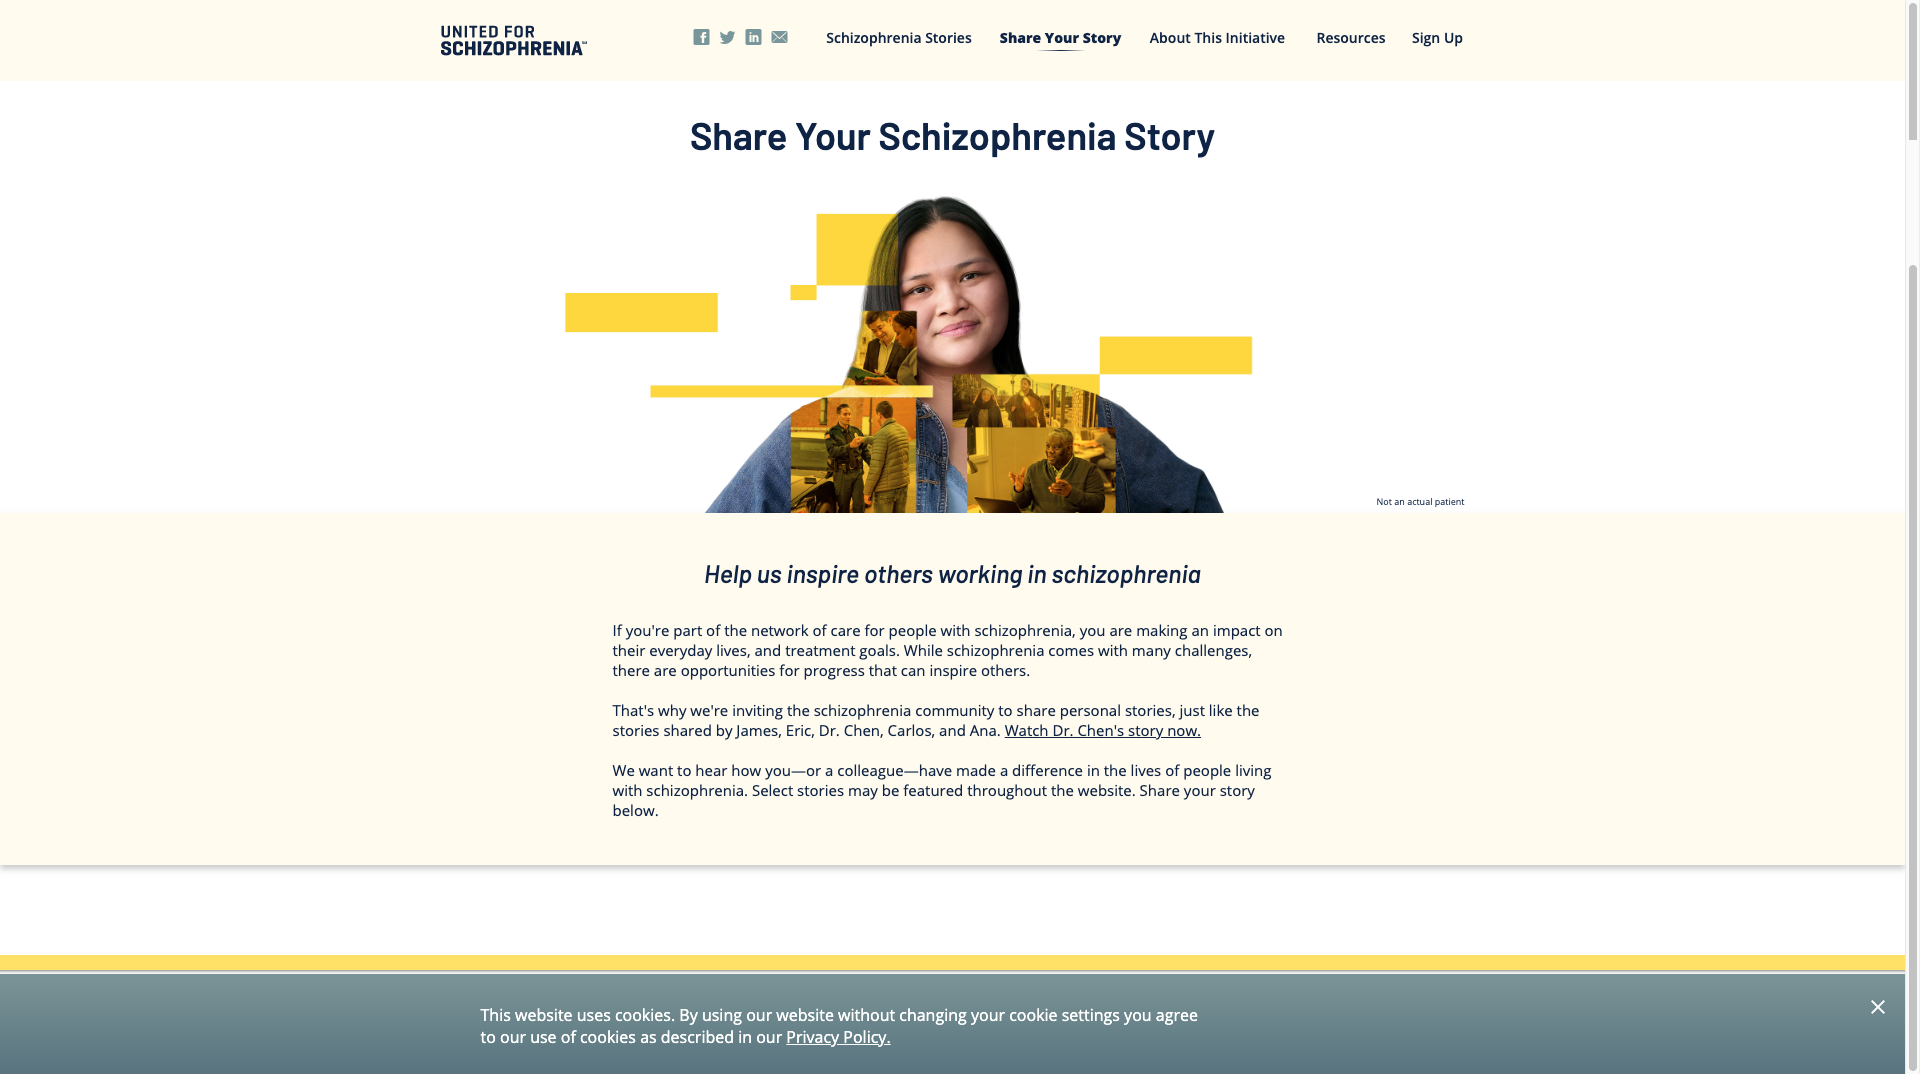 UNITED FOR
SCHIZOPHRENIA™
Schizophrenia Stories
Share Your Story
About This Initiative
Resources
Sign Up
Share Your Schizophrenia Story
Not an actual patient
Help us inspire others working in schizophrenia
If you're part of the network of care for people with schizophrenia, you are making an impact on
their everyday lives, and treatment goals. While schizophrenia comes with many challenges,
there are opportunities for progress that can inspire others.
That's why we're inviting the schizophrenia community to share personal stories, just like the
stories shared by James, Eric, Dr. Chen, Carlos, and Ana. Watch Dr. Chen's story now.
We want to hear how you—or a colleague—have made a difference in the lives of people living
with schizophrenia. Select stories may be featured throughout the website. Share your story
below.
This website uses cookies. By using our website without changing your cookie settings you agree
to our use of cookies as described in our Privacy Policy.